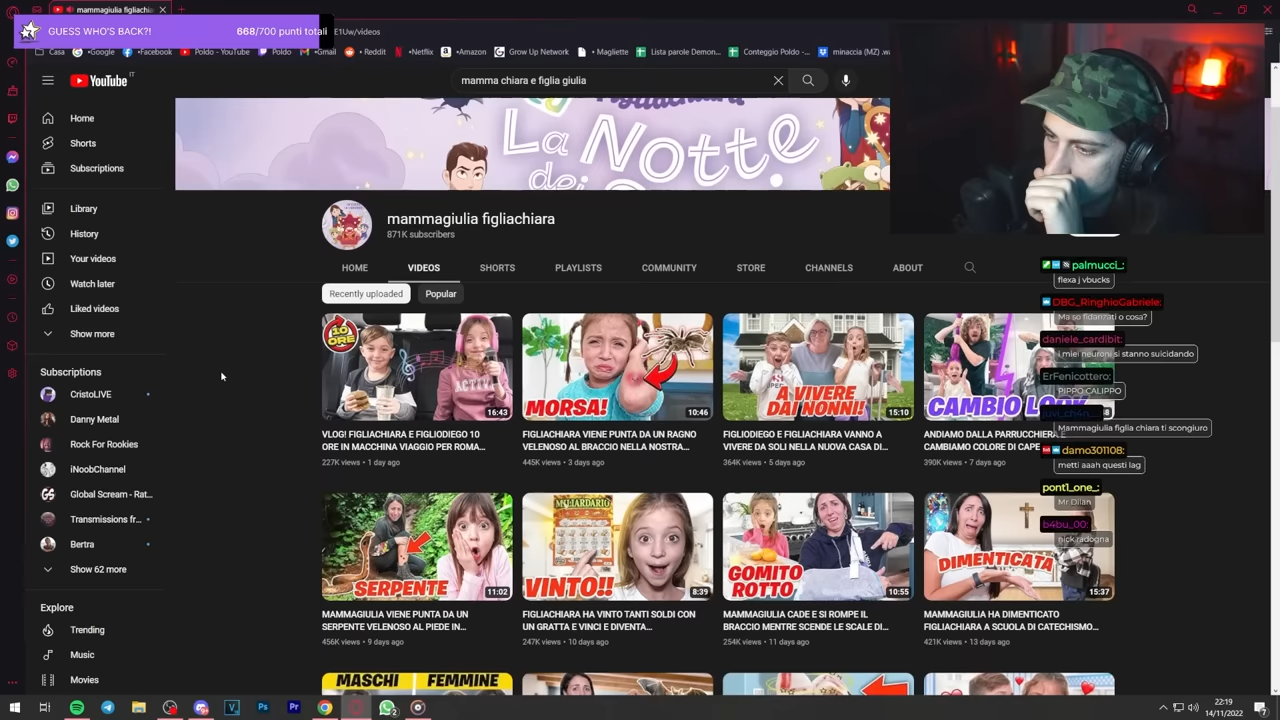 mammagiulia figliachiara
GUESS WHO'S BACK?!
668/700 punti totali
E1Uw/videos
Casa
•Google
•Facebook
Poldo - YouTube
Poldo
•Gmail
• Reddit
•Netflix
•Amazon
Grow Up Network
• Magliette
Lista parole Demon...
Conteggio Poldo -...
minaccia (MZ) .wa
YouTube
IT
mamma chiara e figlia giulia
Home
Shorts
Subscriptions
Library
History
Your videos
Watch later
Liked videos
Show more
Subscriptions
CristoLIVE
Danny Metal
Rock For Rookies
iNoobChannel
Global Scream - Rat...
Transmissions fr...
Bertra
Show 62 more
Explore
Trending
Music
Movies
La Notte
dei
mammagiulia figliachiara
871K subscribers
HOME
VIDEOS
SHORTS
PLAYLISTS
COMMUNITY
STORE
CHANNELS
ABOUT
Recently uploaded
Popular
10 ORE
16:43
VLOG! FIGLIACHIARA E FIGLIODIEGO 10
ORE IN MACCHINA VIAGGIO PER ROMA...
227K views • 1 day ago
MORSA!
10:46
FIGLIACHIARA VIENE PUNTA DA UN RAGNO
VELENOSO AL BRACCIO NELLA NOSTRA...
445K views • 3 days ago
A VIVERE
DAI NONNI!
15:10
FIGLIODIEGO E FIGLIACHIARA VANNO A
VIVERE DA SOLI NELLA NUOVA CASA DI...
364K views • 5 days ago
CAMBIO LOOK
ANDIAMO DALLA PARRUCCHIERA E
CAMBIAMO COLORE DI CAPE
390K views • 7 days ago
SERPENTE
11:02
MAMMAGIULIA VIENE PUNTA DA UN
SERPENTE VELENOSO AL PIEDE IN...
456K views • 9 days ago
VINTO!!
8:39
FIGLIACHIARA HA VINTO TANTI SOLDI CON
UN GRATTA E VINCI E DIVENTA...
247K views • 10 days ago
GOMITO
ROTTO
10:55
MAMMAGIULIA CADE E SI ROMPE IL
BRACCIO MENTRE SCENDE LE SCALE DI...
254K views • 11 days ago
DIMENTICATA
15:37
MAMMAGIULIA HA DIMENTICATO
FIGLIACHIARA A SCUOLA DI CATECHISMO...
421K views • 13 days ago
MASCHI
FEMMINE
palmucci_:
flexa j vbucks
DBG_RinghioGabriele:
Ma so fidanzati o cosa?
daniele_cardibit:
i miei neuroni si stanno suicidando
ErFenicottero:
PIPPO CALIPPO
Mammagiulia figlia chiara ti scongiuro
damo301108:
metti aaah questi lag
pont1_one_:
Mr Dilan
b4bu_00:
nick radogna
22:19
14/11/2022